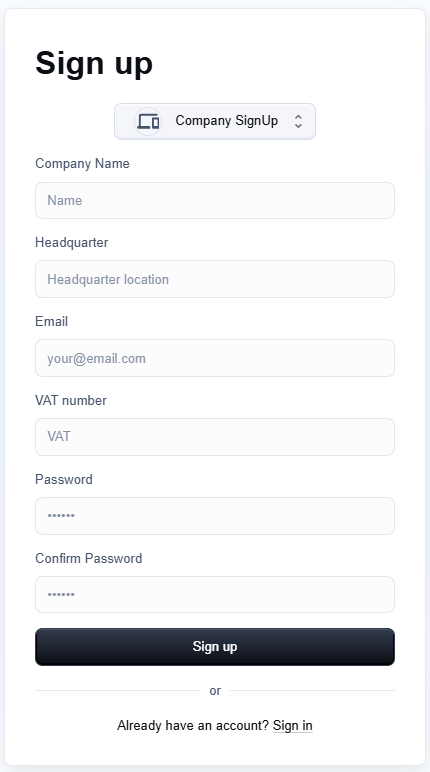 Sign up
Company SignUp
Company Name
Name
Headquarter
Headquarter location
Email
your@email.com
VAT number
VAT
Password
••••••
Confirm Password
••••••
Sign up
or
Already have an account? Sign in